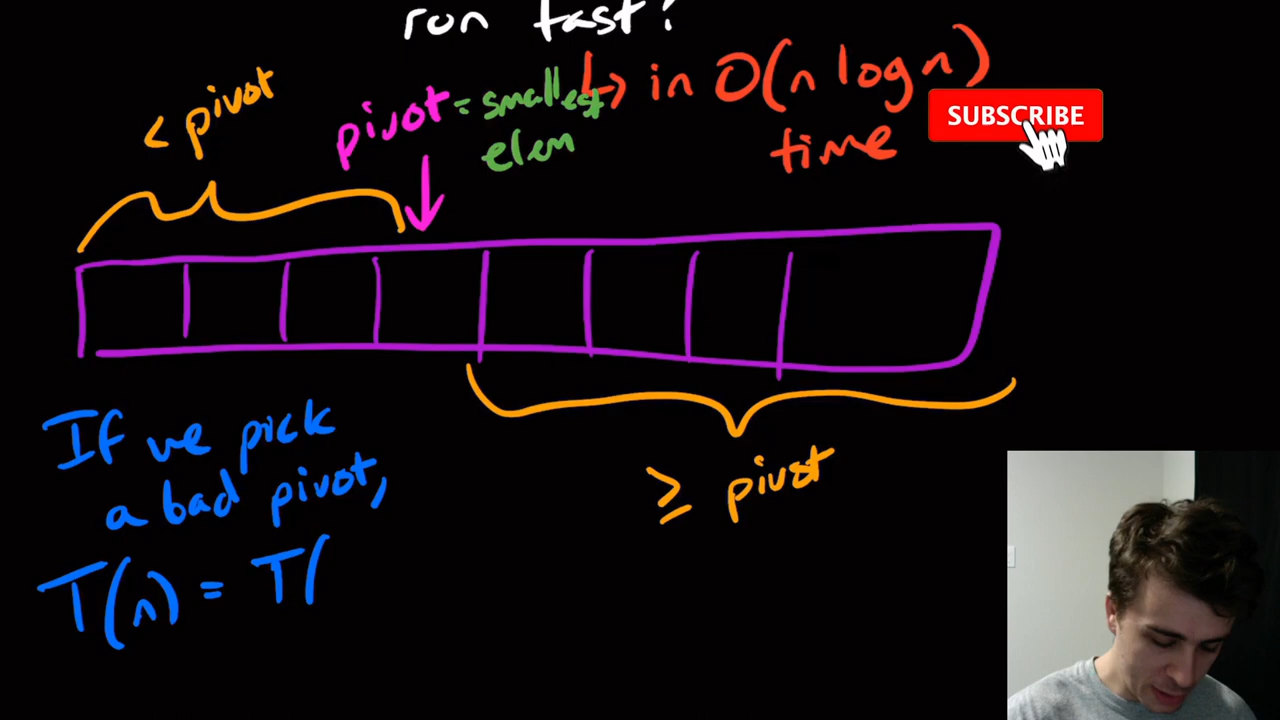 run fast?
↳ in O(n log n)
time
SUBSCRIBE
< pivot
pivot = smallest
elem
≥ pivot
If we pick
a bad pivot,
T(n) = T(